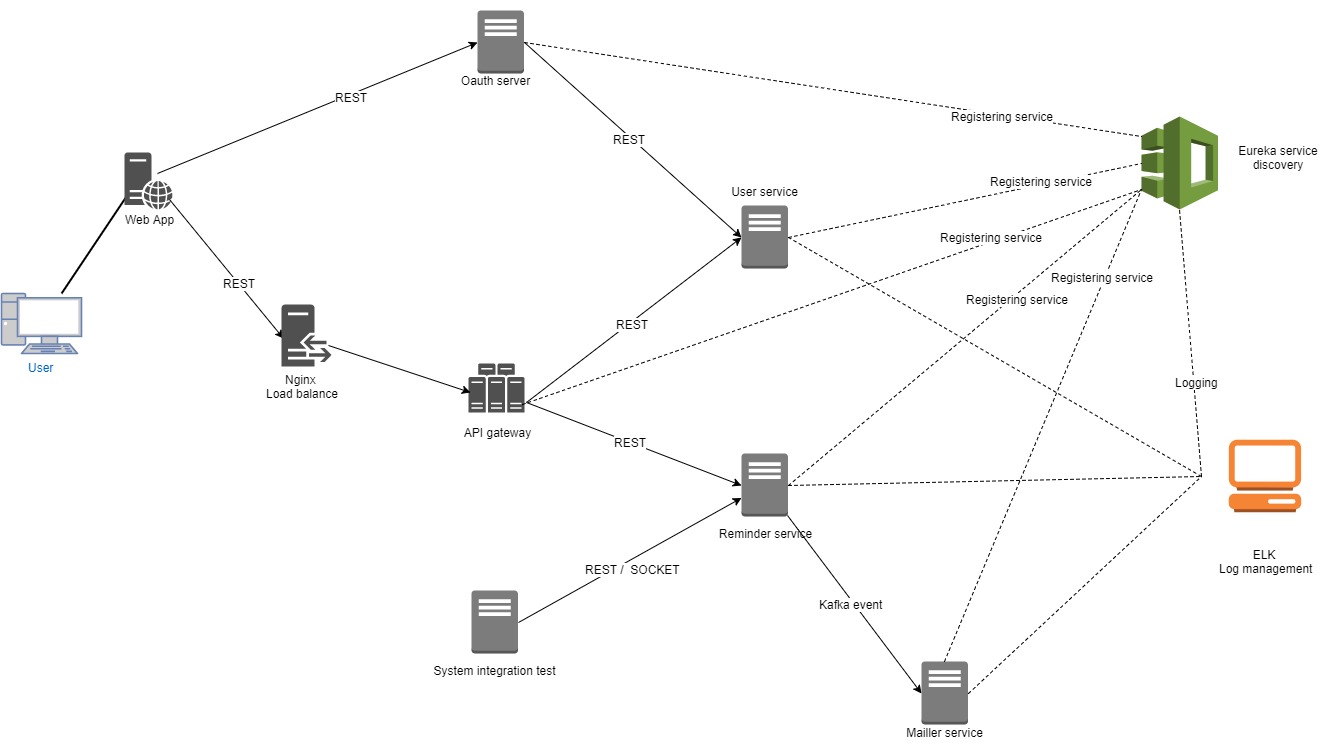 Oauth server
REST
Registering service
REST
Eureka service
discovery
Registering service
User service
Web App
Registering service
REST
Registering service
Registering service
REST
User
Nginx
Load balance
Logging
API gateway
REST
Reminder service
ELK
Log management
REST /  SOCKET
Kafka event
System integration test
Mailler service